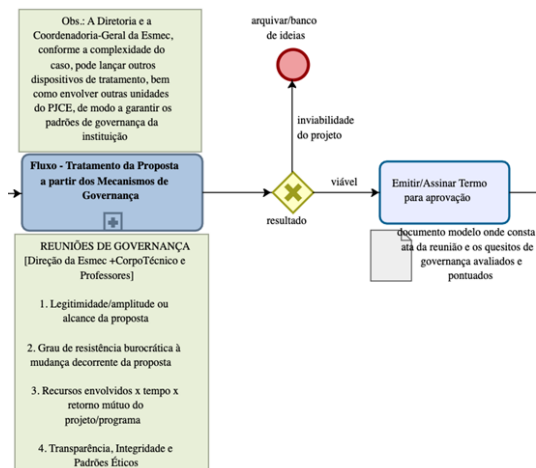 Obs.: A Diretoria e a
Coordenadoria-Geral da Esmec,
conforme a complexidade do
caso, pode lançar outros
dispositivos de tratamento, bem
como envolver outras unidades
do PJCE, de modo a garantir os
padrões de governança da
instituição
Fluxo - Tratamento da Proposta
a partir dos Mecanismos de
Governança
REUNIÕES DE GOVERNANÇA
[Direção da Esmec +CorpoTécnico e
Professores]
1. Legitimidade/amplitude ou
alcance da proposta
2. Grau de resistência burocrática à
mudança decorrente da proposta
3. Recursos envolvidos x tempo x
retorno mútuo do
projeto/programa
4. Transparência, Integridade e
Padrões Éticos
arquivar/banco
de ideias
inviabilidade
do projeto
resultado
viável
Emitir/Assinar Termo
para aprovação
documento modelo onde consta
ata da reunião e os quesitos de
governança avaliados e
pontuados